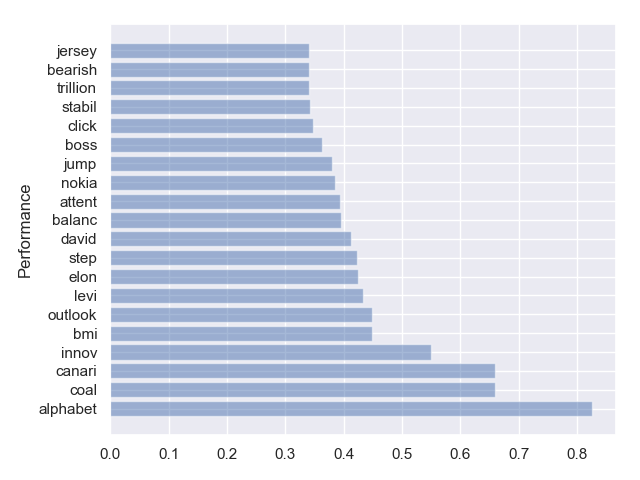 jersey
bearish
trillion
stabil
click
boss
jump
nokia
attent
balanc
david
step
elon
levi
outlook
bmi
innov
canari
coal
alphabet
Performance
0.0 0.1 0.2 0.3 0.4 0.5 0.6 0.7 0.8